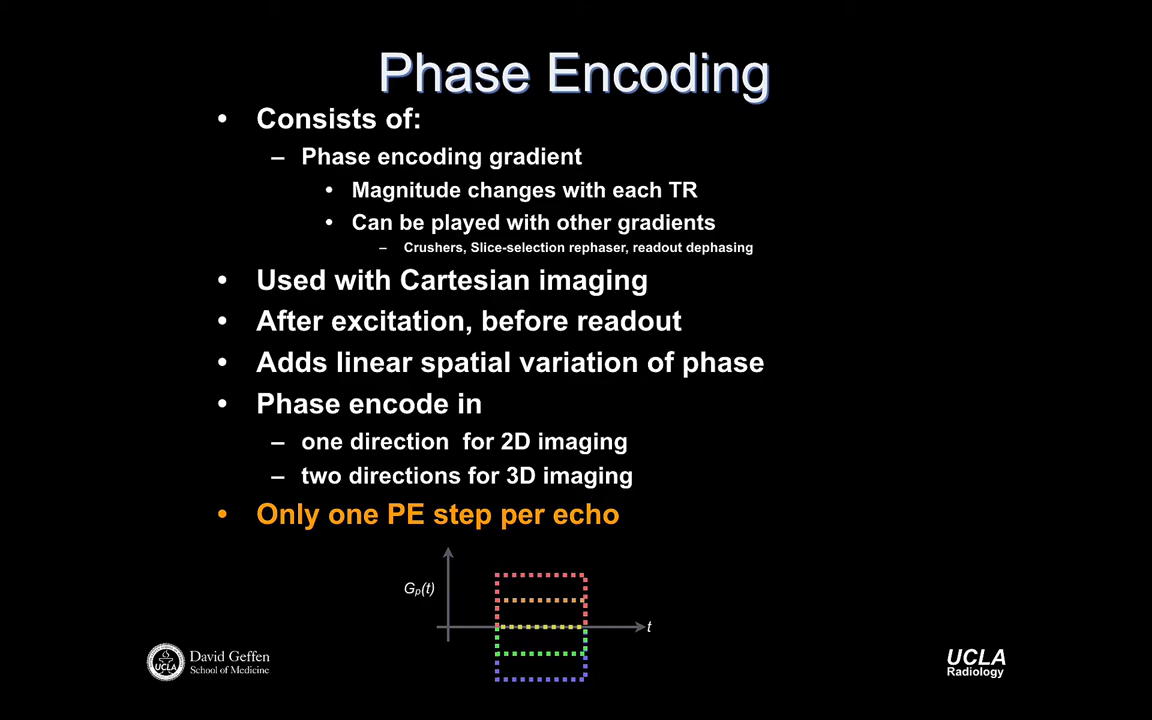 Phase Encoding
• Consists of:
– Phase encoding gradient
• Magnitude changes with each TR
• Can be played with other gradients
– Crushers, Slice-selection rephaser, readout dephasing
• Used with Cartesian imaging
• After excitation, before readout
• Adds linear spatial variation of phase
• Phase encode in
– one direction for 2D imaging
– two directions for 3D imaging
• Only one PE step per echo
Gp(t)
t
UCLA
David Geffen
School of Medicine
UCLA
Radiology